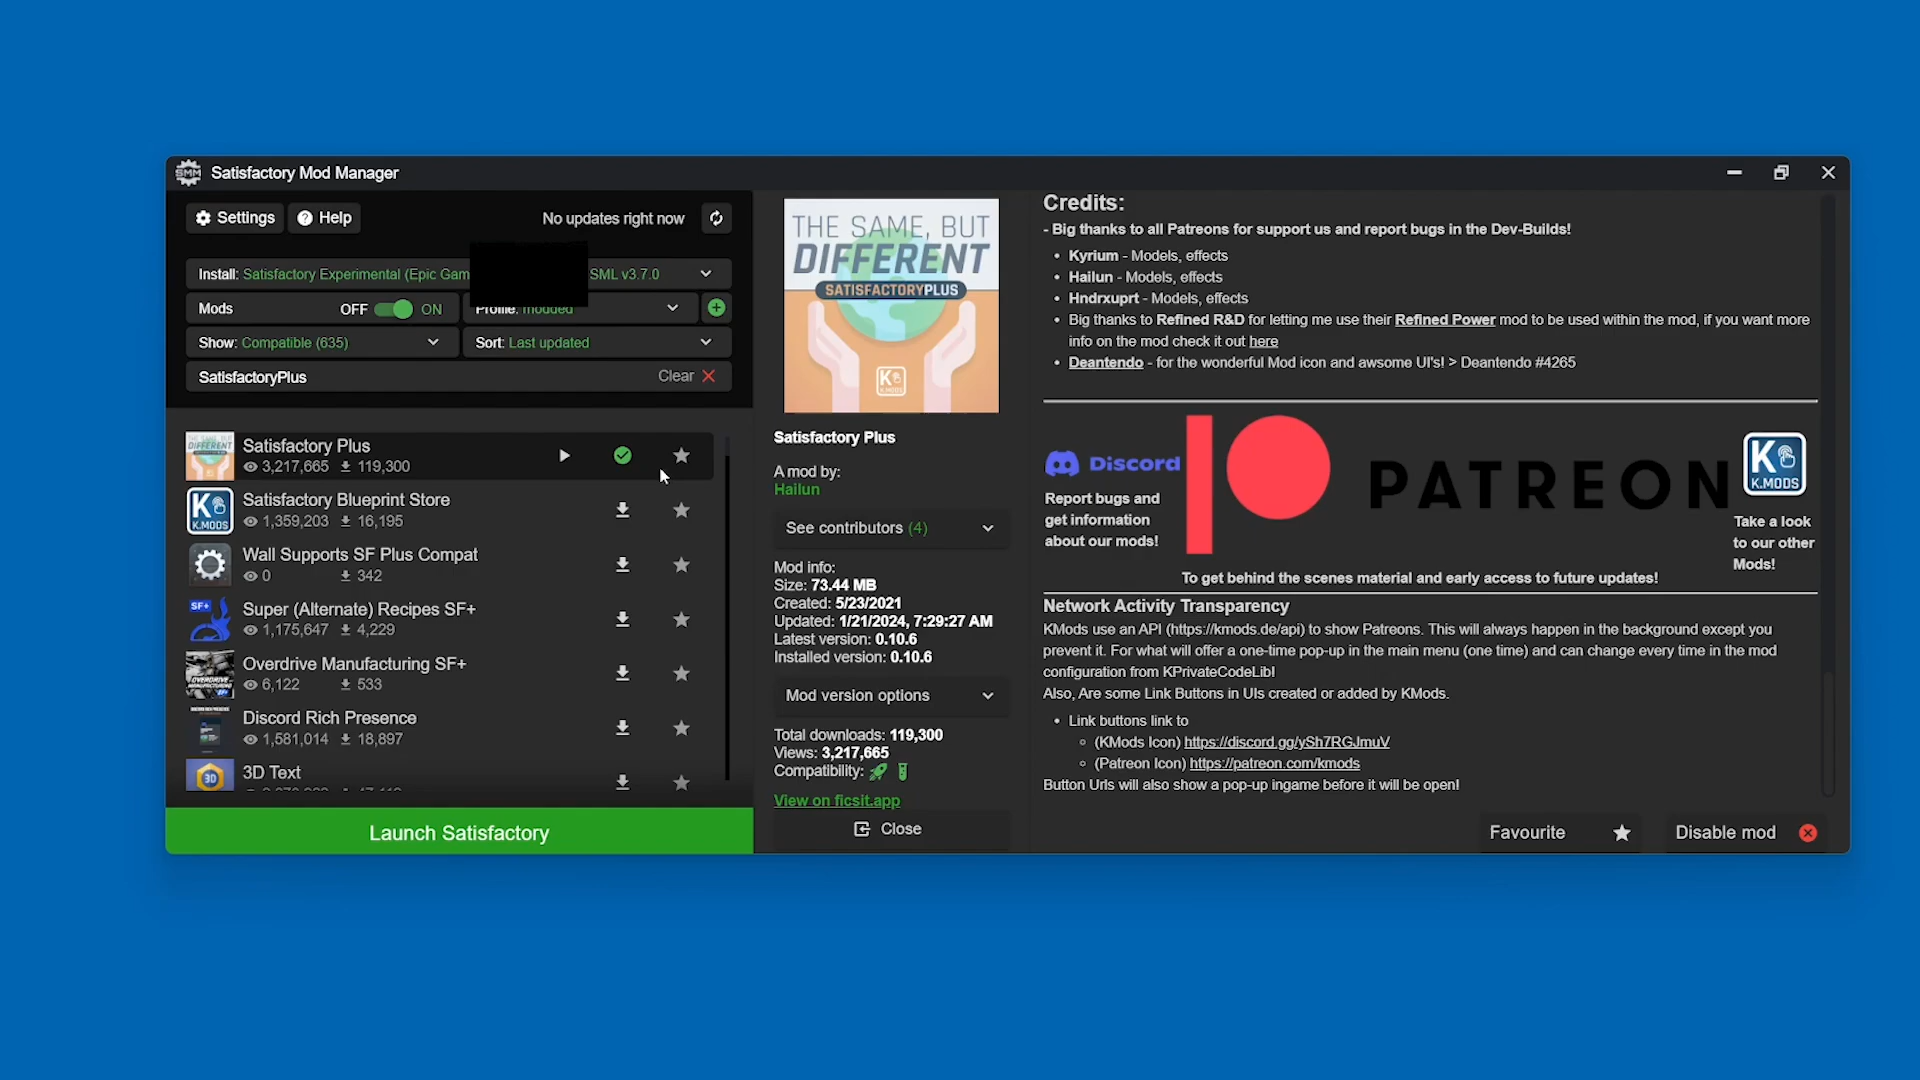 SMM Satisfactory Mod Manager
Settings
Help
No updates right now
Install: Satisfactory Experimental (Epic Gam
SML v3.7.0
Mods
OFF
ON
Profile: modded
Show: Compatible (635)
Sort: Last updated
SatisfactoryPlus
Clear
Satisfactory Plus
3,217,665 119,300
Satisfactory Blueprint Store
1,359,203 16,195
Wall Supports SF Plus Compat
0 342
Super (Alternate) Recipes SF+
1,175,647 4,229
Overdrive Manufacturing SF+
6,122 533
Discord Rich Presence
1,581,014 18,897
3D Text
Launch Satisfactory
THE SAME, BUT
DIFFERENT
SATISFACTORYPLUS
K.MODS
Satisfactory Plus
A mod by:
Hailun
See contributors (4)
Mod info:
Size: 73.44 MB
Created: 5/23/2021
Updated: 1/21/2024, 7:29:27 AM
Latest version: 0.10.6
Installed version: 0.10.6
Mod version options
Total downloads: 119,300
Views: 3,217,665
Compatibility:
View on ficsit.app
Close
Credits:
- Big thanks to all Patreons for support us and report bugs in the Dev-Builds!
• Kyrium - Models, effects
• Hailun - Models, effects
• Hndrxuprt - Models, effects
• Big thanks to Refined R&D for letting me use their Refined Power mod to be used within the mod, if you want more
info on the mod check it out here
• Deantendo - for the wonderful Mod icon and awsome UI's! > Deantendo #4265
Discord
Report bugs and
get information
about our mods!
PATREON
K.MODS
Take a look
to our other
Mods!
To get behind the scenes material and early access to future updates!
Network Activity Transparency
KMods use an API (https://kmods.de/api) to show Patreons. This will always happen in the background except you
prevent it. For what will offer a one-time pop-up in the main menu (one time) and can change every time in the mod
configuration from KPrivateCodeLib!
Also, Are some Link Buttons in UIs created or added by KMods.
• Link buttons link to
(KMods Icon) https://discord.gg/ySh7RGJmuV
(Patreon Icon) https://patreon.com/kmods
Button Urls will also show a pop-up ingame before it will be open!
Favourite
Disable mod